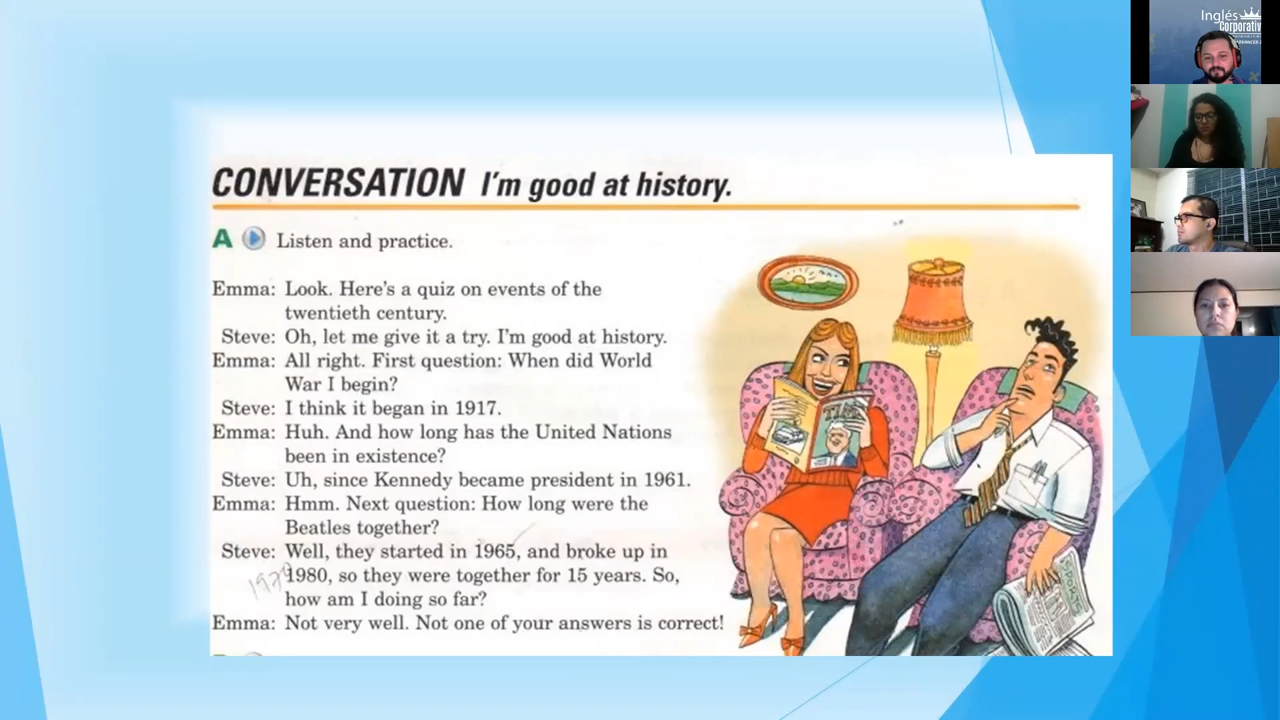 Inglés
Corporativ
CONVERSATION I'm good at history.
A Listen and practice.
Emma: Look. Here's a quiz on events of the
twentieth century.
Steve: Oh, let me give it a try. I'm good at history.
Emma: All right. First question: When did World
War I begin?
Steve: I think it began in 1917.
Emma: Huh. And how long has the United Nations
been in existence?
Steve: Uh, since Kennedy became president in 1961.
Emma: Hmm. Next question: How long were the
Beatles together?
Steve: Well, they started in 1965, and broke up in
1980, so they were together for 15 years. So,
how am I doing so far?
Emma: Not very well. Not one of your answers is correct!
SPORTS